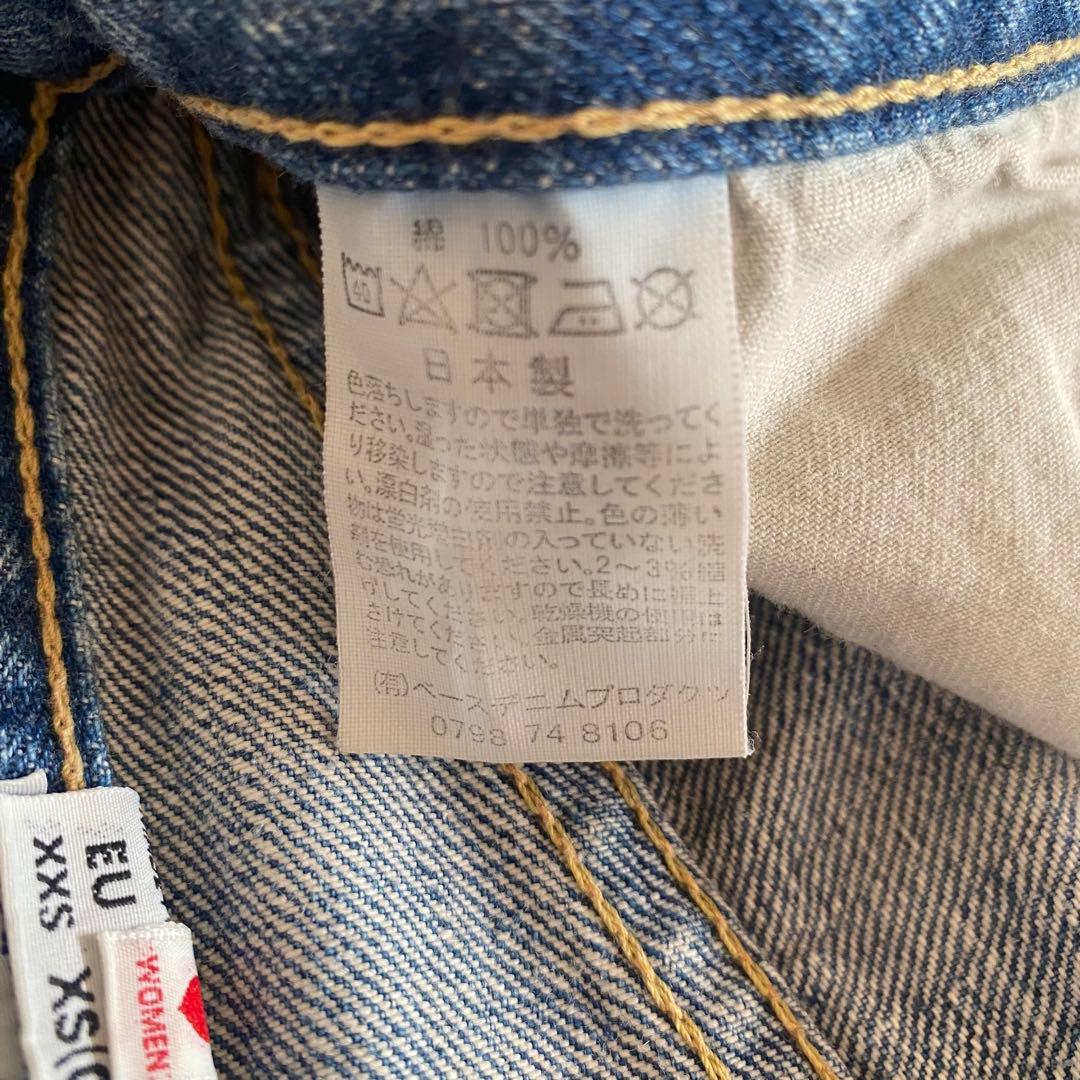 綿 100%
40
日本製
色落ちしますので単独で洗ってく
ださい。湿った状態や摩擦等によ
り移染しますので注意してくださ
い。漂白剤の使用禁止。色の薄い
物は蛍光増白剤の入っていない洗
剤を使用してください。2～3%縮
む恐れがありますので長めに裾上
げしてください。乾燥機の使用は
さけてください。金属突起部分に
注意してください。
(有)ベースデニムプロダクツ
0798 74 8106
EU
XXS XS(
WOMEN